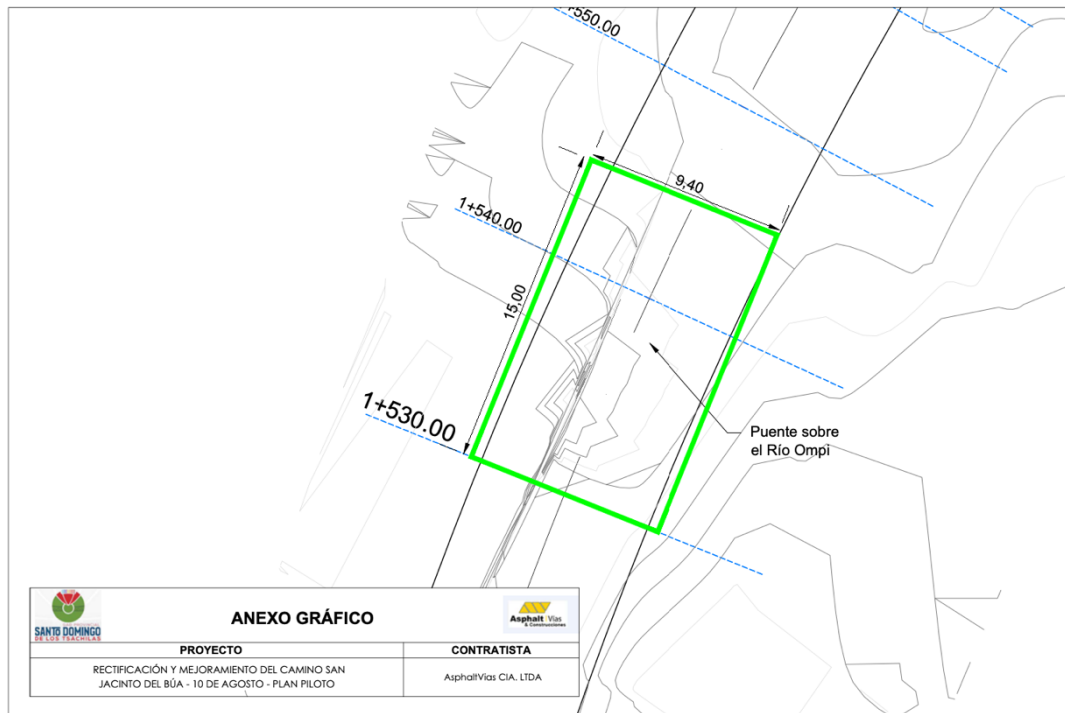 +550.00
9,40
1+540.00
15,00
1+530.00
Puente sobre
el Río Ompi
SANTO DOMINGO
DE LOS TSÁCHILAS
ANEXO GRÁFICO
Asphalt Vías
& Construcciones
PROYECTO
CONTRATISTA
RECTIFICACIÓN Y MEJORAMIENTO DEL CAMINO SAN
JACINTO DEL BÚA - 10 DE AGOSTO - PLAN PILOTO
AsphaltVías CIA. LTDA